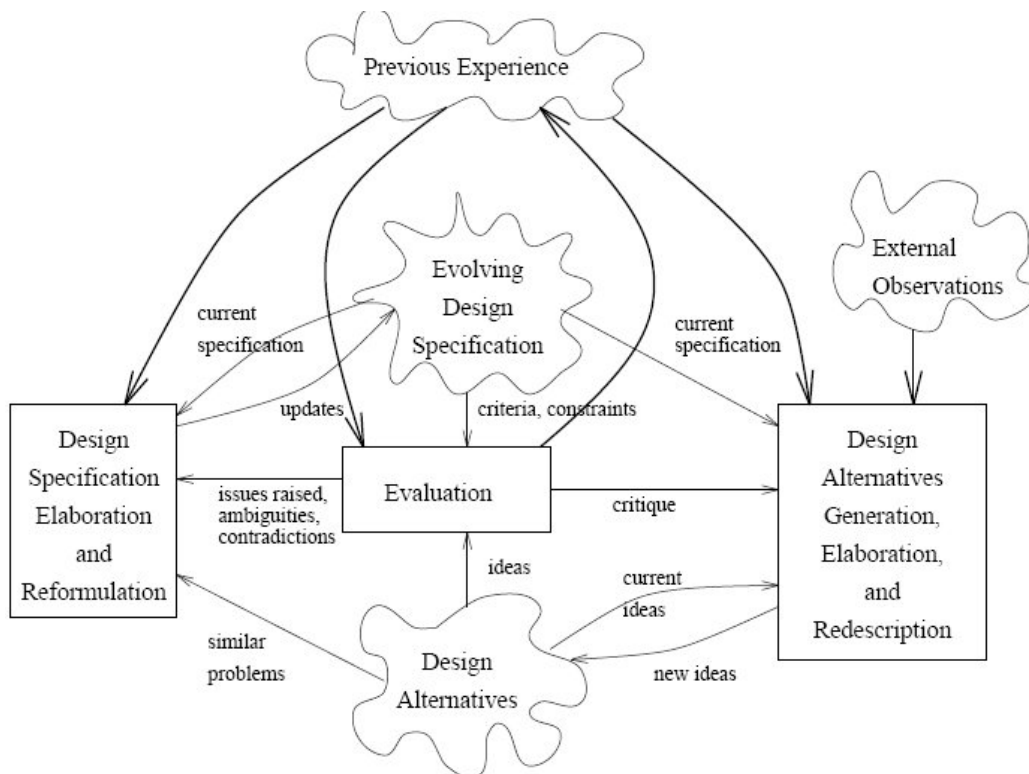 Previous Experience
External
Observations
Evolving
Design
Specification
current
specification
current
specification
updates
criteria, constraints
Design
Specification
Elaboration
and
Reformulation
Evaluation
Design
Alternatives
Generation,
Elaboration,
and
Redescription
issues raised,
ambiguities,
contradictions
critique
ideas
current
ideas
similar
problems
new ideas
Design
Alternatives